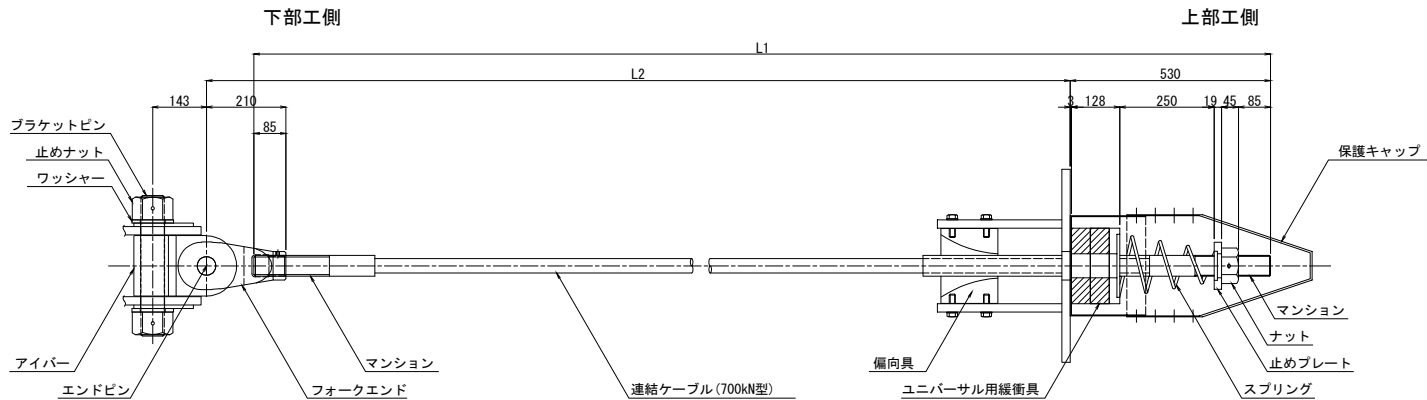 下部工側
上部工側
L1
L2
530
143
210
3
128
250
19
45
85
85
ブラケットピン
止めナット
ワッシャー
保護キャップ
アイバー
エンドピン
フォークエンド
マンション
連結ケーブル(700kN型)
偏向具
ユニバーサル用緩衝具
マンション
ナット
止めプレート
スプリング